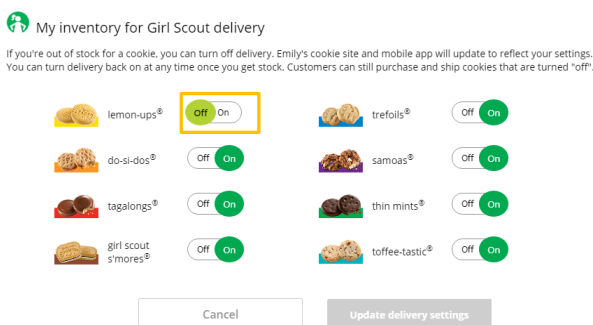 My inventory for Girl Scout delivery
If you're out of stock for a cookie, you can turn off delivery. Emily's cookie site and mobile app will update to reflect your settings.
You can turn delivery back on at any time once you get stock. Customers can still purchase and ship cookies that are turned "off".
lemon-ups® Off On
trefoils® Off On
do-si-dos® Off On
samoas® Off On
tagalongs® Off On
thin mints® Off On
girl scout
s'mores® Off On
toffee-tastic® Off On
Cancel
Update delivery settings